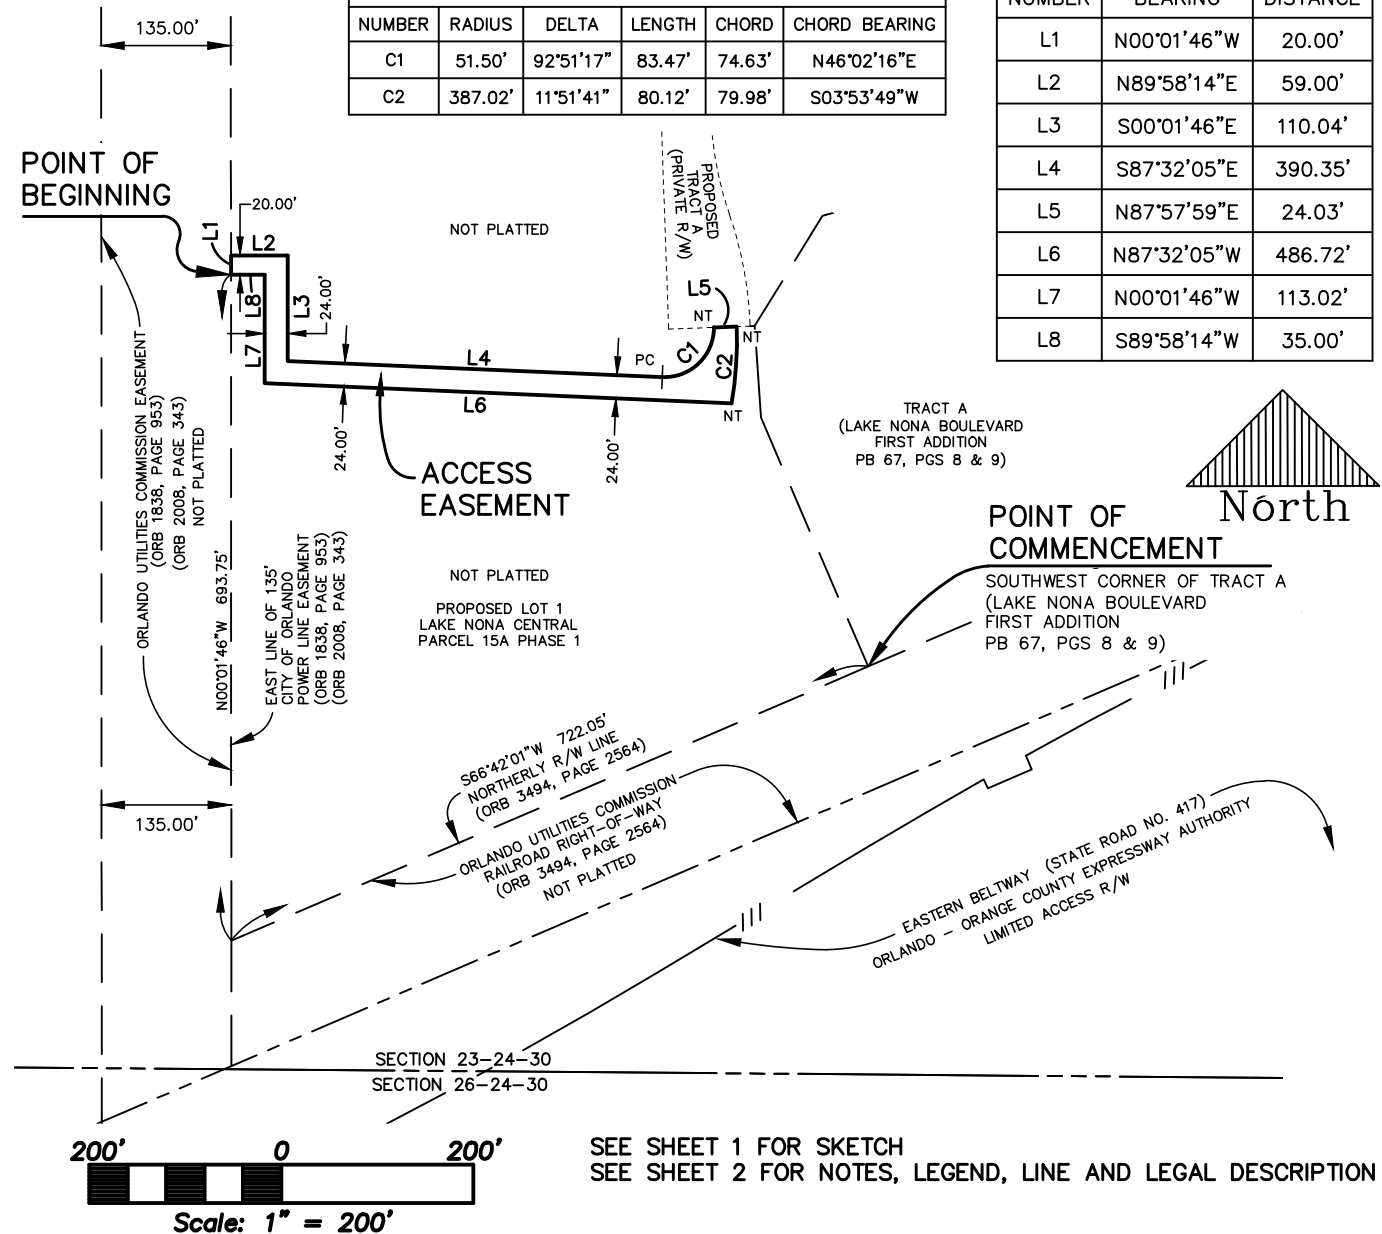 135.00'
NUMBER RADIUS DELTA LENGTH CHORD CHORD BEARING
C1 51.50' 92°51'17" 83.47' 74.63' N46°02'16"E
C2 387.02' 11°51'41" 80.12' 79.98' S03°53'49"W
NUMBER BEARING DISTANCE
L1 N00°01'46"W 20.00'
L2 N89°58'14"E 59.00'
L3 S00°01'46"E 110.04'
L4 S87°32'05"E 390.35'
L5 N87°57'59"E 24.03'
L6 N87°32'05"W 486.72'
L7 N00°01'46"W 113.02'
L8 S89°58'14"W 35.00'
POINT OF
BEGINNING
20.00'
L1
L2
L8
L3
24.00'
L7
NOT PLATTED
PROPOSED
TRACT A
(PRIVATE R/W)
L5
NT
NT
PC
C1
C2
L4
L6
NT
24.00'
24.00'
ACCESS
EASEMENT
TRACT A
(LAKE NONA BOULEVARD
FIRST ADDITION
PB 67, PGS 8 & 9)
North
ORLANDO UTILITIES COMMISSION EASEMENT
(ORB 1838, PAGE 953)
(ORB 2008, PAGE 343)
NOT PLATTED
N00°01'46"W 693.75'
EAST LINE OF 135'
CITY OF ORLANDO
POWER LINE EASEMENT
(ORB 1838, PAGE 953)
(ORB 2008, PAGE 343)
NOT PLATTED
PROPOSED LOT 1
LAKE NONA CENTRAL
PARCEL 15A PHASE 1
POINT OF
COMMENCEMENT
SOUTHWEST CORNER OF TRACT A
(LAKE NONA BOULEVARD
FIRST ADDITION
PB 67, PGS 8 & 9)
S66°42'01"W 722.05'
NORTHERLY R/W LINE
(ORB 3494, PAGE 2564)
ORLANDO UTILITIES COMMISSION
RAILROAD RIGHT-OF-WAY
(ORB 3494, PAGE 2564)
NOT PLATTED
135.00'
EASTERN BELTWAY (STATE ROAD NO. 417)
ORLANDO - ORANGE COUNTY EXPRESSWAY AUTHORITY
LIMITED ACCESS R/W
SECTION 23-24-30
SECTION 26-24-30
200' 0 200'
Scale: 1" = 200'
SEE SHEET 1 FOR SKETCH
SEE SHEET 2 FOR NOTES, LEGEND, LINE AND LEGAL DESCRIPTION